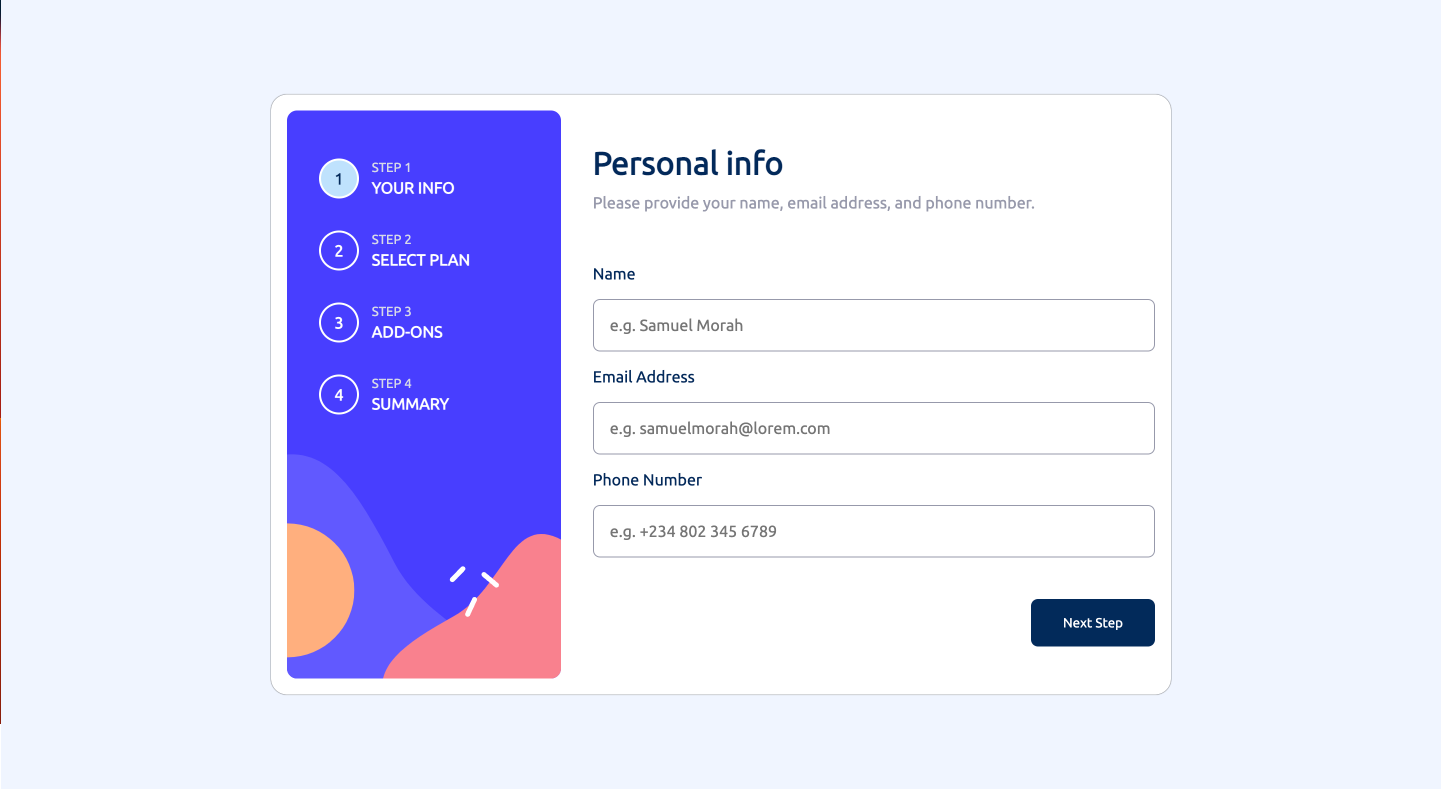 1
STEP 1
YOUR INFO
2
STEP 2
SELECT PLAN
3
STEP 3
ADD-ONS
4
STEP 4
SUMMARY
Personal info
Please provide your name, email address, and phone number.
Name
e.g. Samuel Morah
Email Address
e.g. samuelmorah@lorem.com
Phone Number
e.g. +234 802 345 6789
Next Step